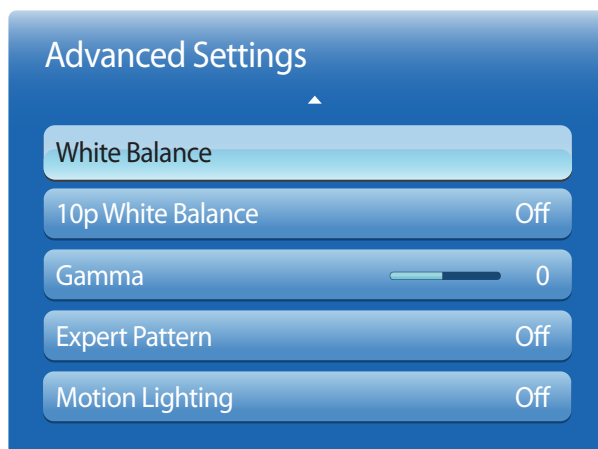 Advanced Settings
White Balance
10p White Balance Off
Gamma 0
Expert Pattern Off
Motion Lighting Off